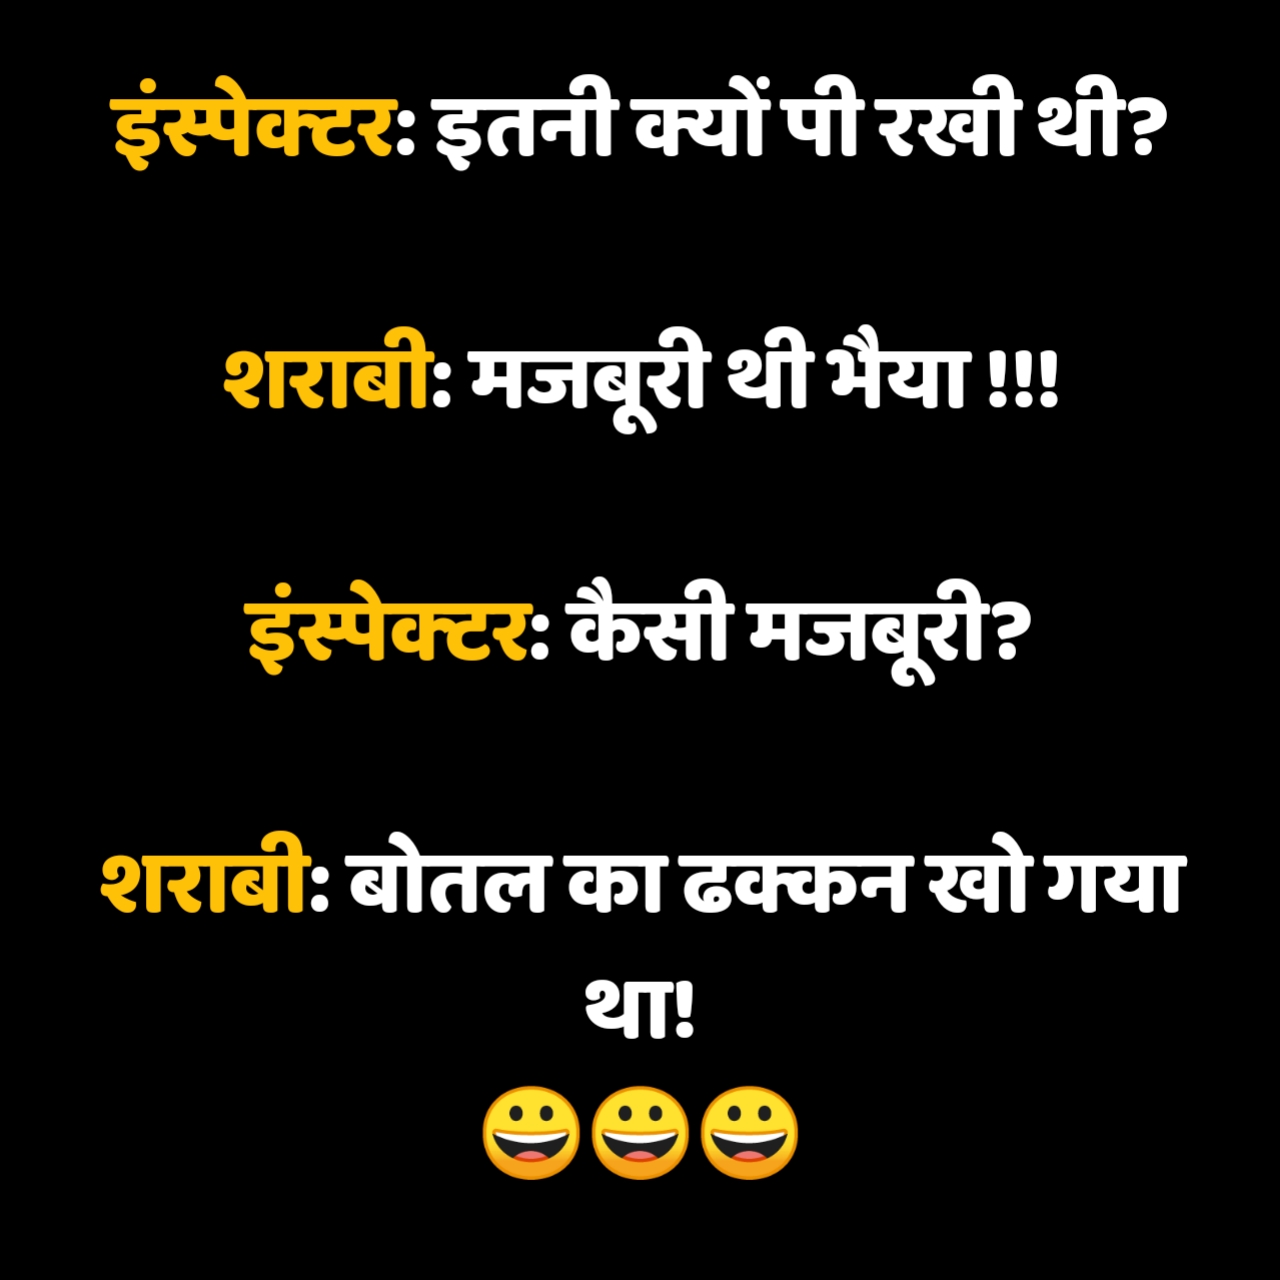 इंस्पेक्टर: इतनी क्यों पी रखी थी?
शराबी: मजबूरी थी भैया !!!
इंस्पेक्टर: कैसी मजबूरी?
शराबी: बोतल का ढक्कन खो गया
था!
😀😀😀